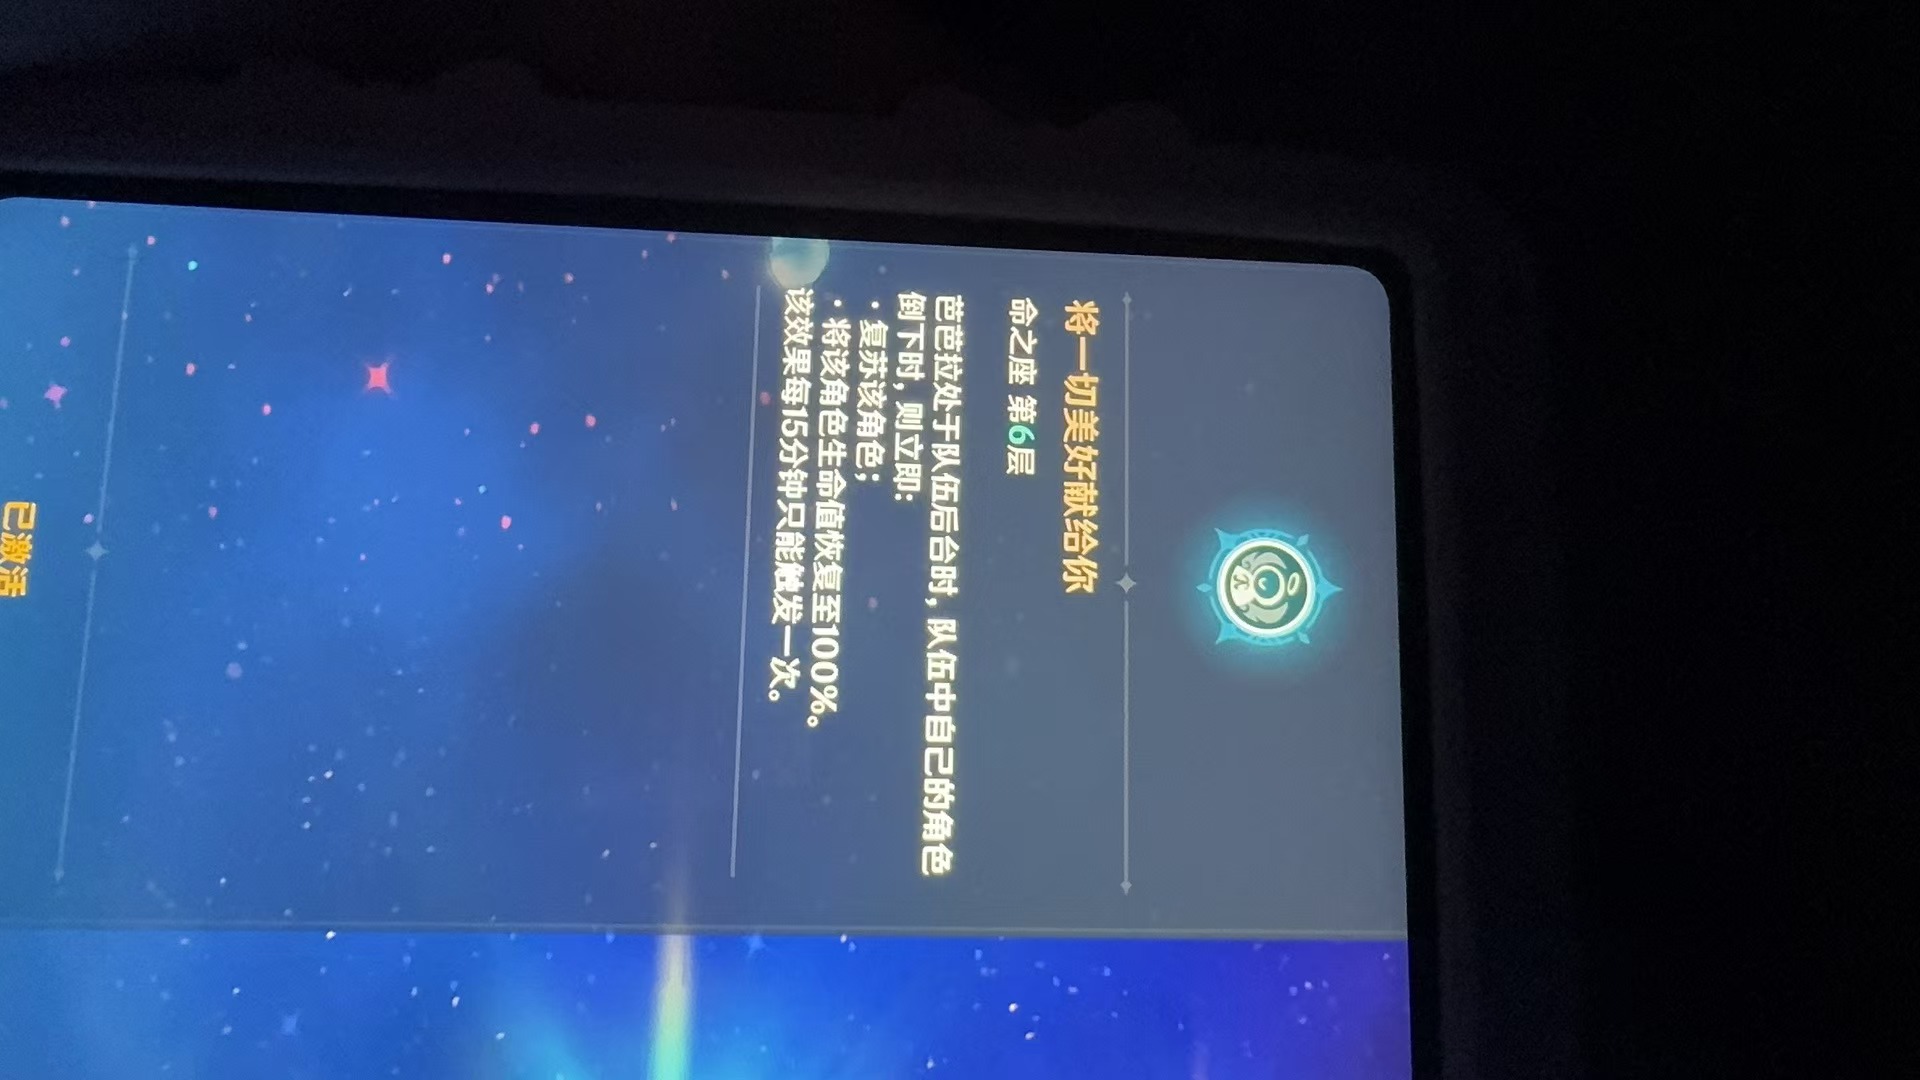 将一切美好献给你
命之座 第6层
芭芭拉处于队伍后台时，队伍中自己的角色
倒下时，则立即：
·复苏该角色；
·将该角色生命值恢复至100%。
该效果每15分钟只能触发一次。
已激活